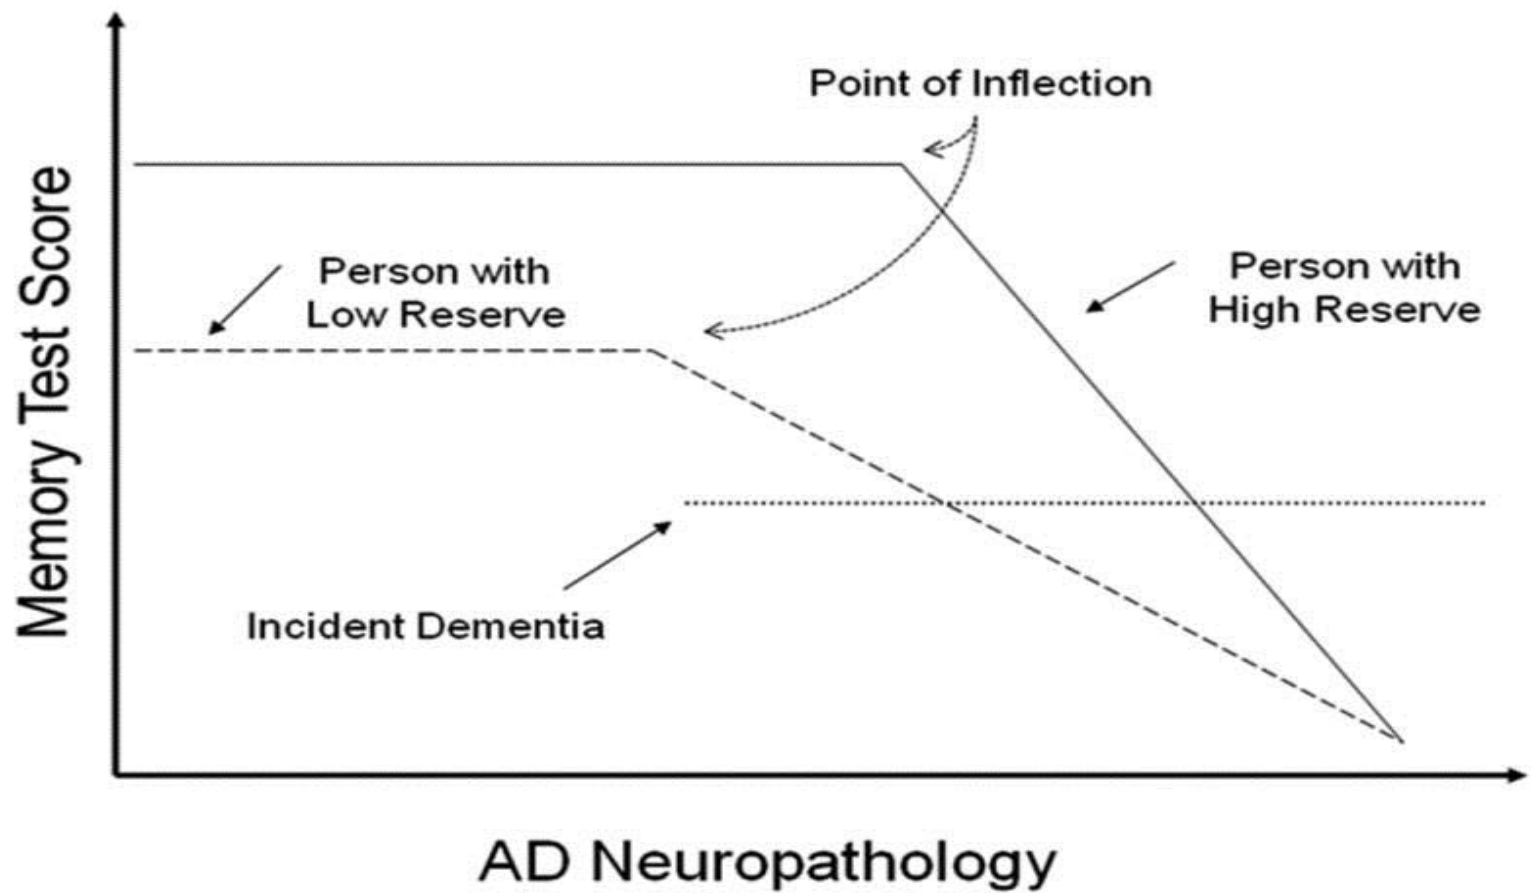 Point of Inflection
Person with
Low Reserve
Person with
High Reserve
Memory Test Score
Incident Dementia
AD Neuropathology